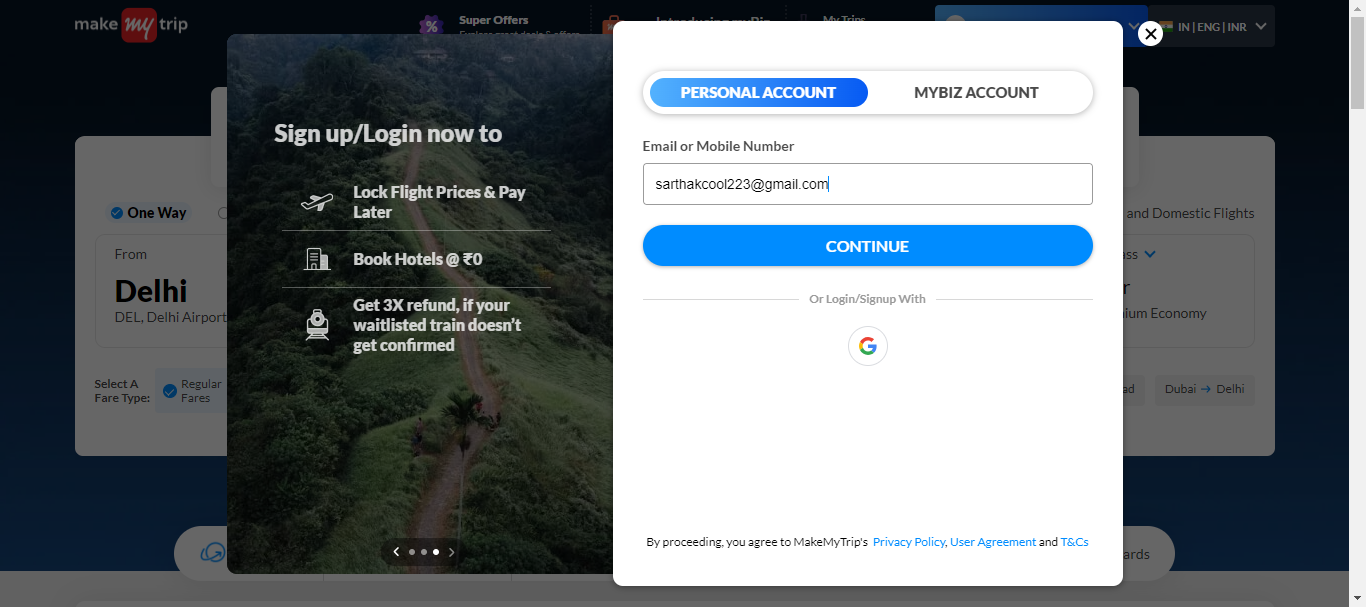 make my trip
%
Super Offers
My Trips
IN | ENG | INR
PERSONAL ACCOUNT
MYBIZ ACCOUNT
Sign up/Login now to
Lock Flight Prices & Pay
Later
Book Hotels @ ₹0
Get 3X refund, if your
waitlisted train doesn't
get confirmed
Email or Mobile Number
sarthakcool223@gmail.com
CONTINUE
Or Login/Signup With
G
By proceeding, you agree to MakeMyTrip's Privacy Policy, User Agreement and T&Cs
One Way
and Domestic Flights
From
Delhi
DEL, Delhi Airport
Economy
Select A
Fare Type:
Regular
Fares
Dubai → Delhi